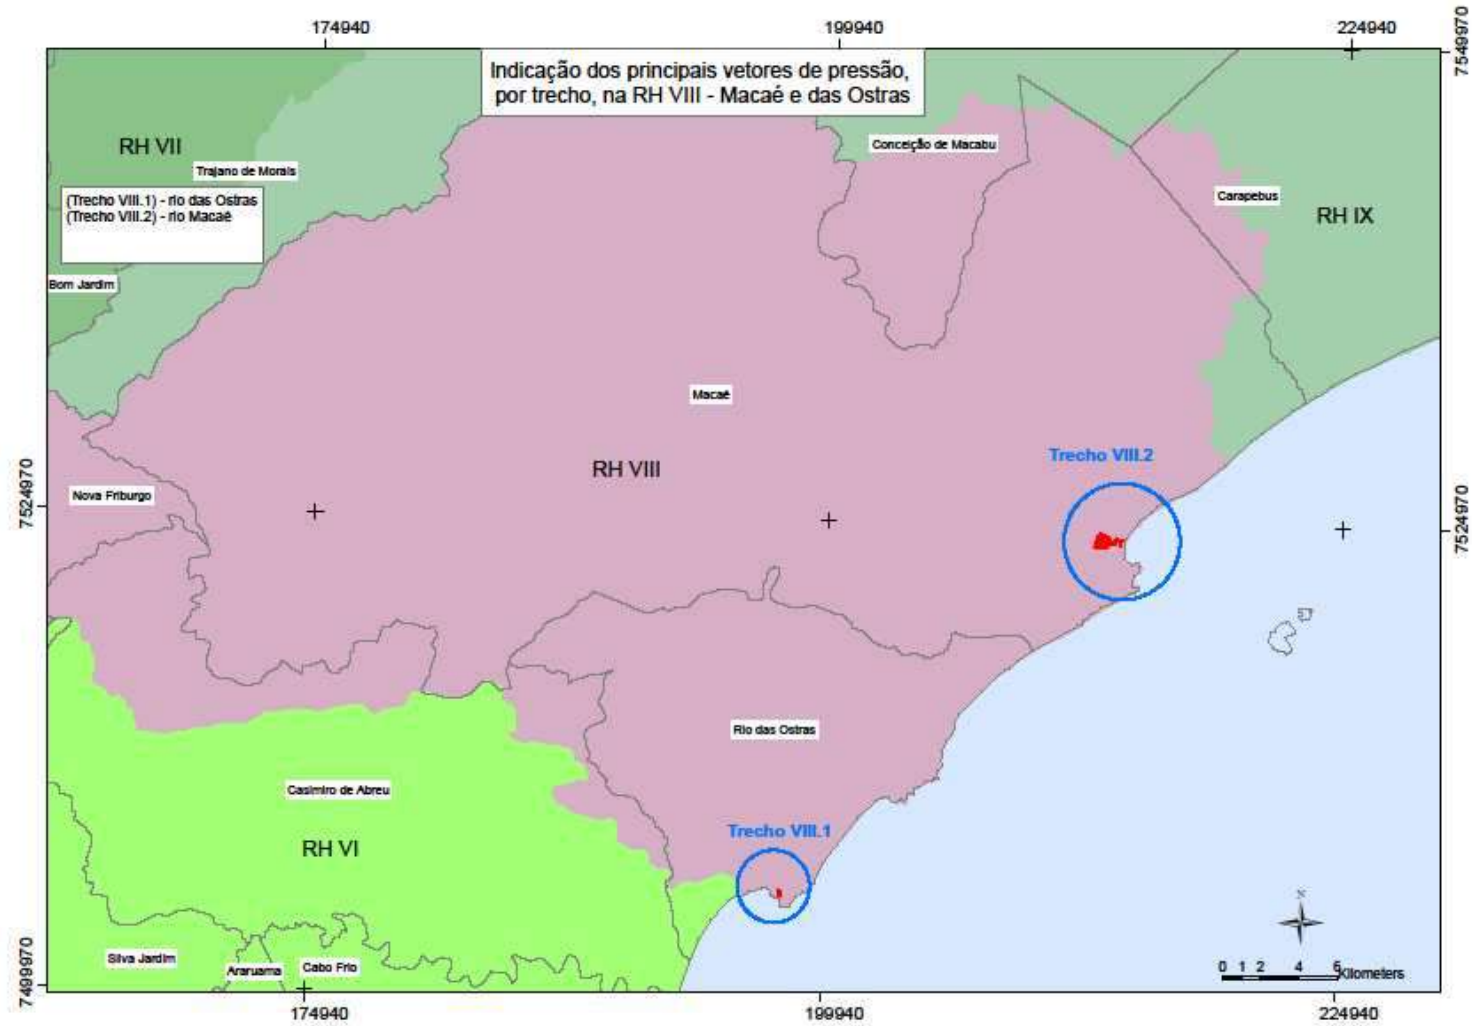 174940
199940
224940
7549970
Indicação dos principais vetores de pressão,
por trecho, na RH VIII - Macaé e das Ostras
RH VII
Conceição de Macabu
Trajano de Morais
(Trecho VIII.1) - rio das Ostras
(Trecho VIII.2) - rio Macaé
Carapebus
RH IX
Bom Jardim
Macaé
Trecho VIII.2
RH VIII
Nova Friburgo
7524970
7524970
Rio das Ostras
Casimiro de Abreu
Trecho VIII.1
RH VI
N
Silva Jardim
Araruama
Cabo Frio
0 1 2 4 6 Kilometers
7499970
174940
199940
224940